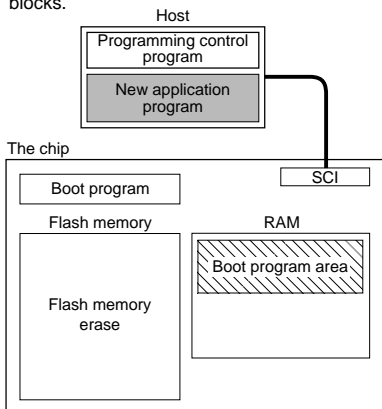 blocks.
Host
Programming control
program
New application
program
The chip
SCI
Boot program
Flash memory
RAM
Boot program area
Flash memory
erase